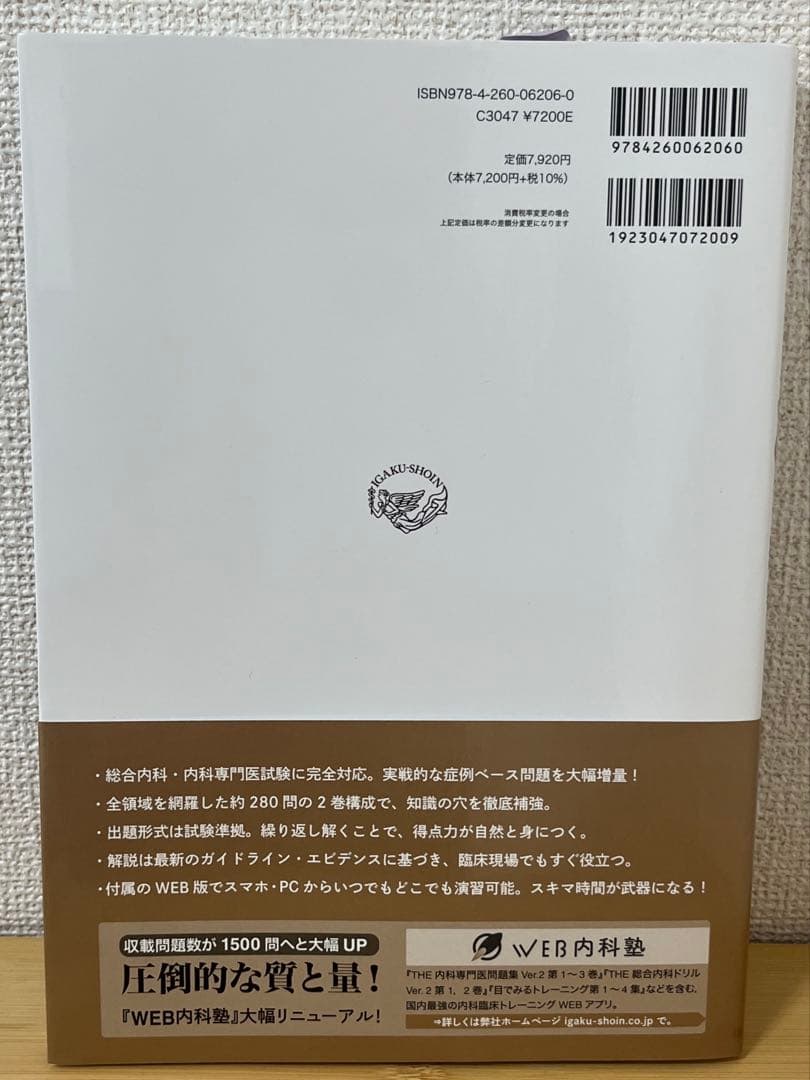 ISBN978-4-260-06206-0
C3047 ¥7200E
9784260062060
定価7,920円
(本体7,200円+税10%)
消費税率変更の場合
上記定価は税率の差額分変更になります
1923047072009
IGAKU-SHOIN
・総合内科・内科専門医試験に完全対応。実戦的な症例ベース問題を大幅増量！
・全領域を網羅した約280問の2巻構成で、知識の穴を徹底補強。
・出題形式は試験準拠。繰り返し解くことで、得点力が自然と身につく。
・解説は最新のガイドライン・エビデンスに基づき、臨床現場でもすぐ役立つ。
・付属のWEB版でスマホ・PCからいつでもどこでも演習可能。スキマ時間が武器になる！
収載問題数が1500問へと大幅UP
圧倒的な質と量！
『WEB内科塾』大幅リニューアル！
WEB内科塾
『THE 内科専門医問題集 Ver.2 第1〜3巻』『THE 総合内科ドリル
Ver.2 第1，2巻』『目でみるトレーニング第1〜4集』などを含む，
国内最強の内科臨床トレーニングWEBアプリ。
⇒詳しくは弊社ホームページ igaku-shoin.co.jp で。